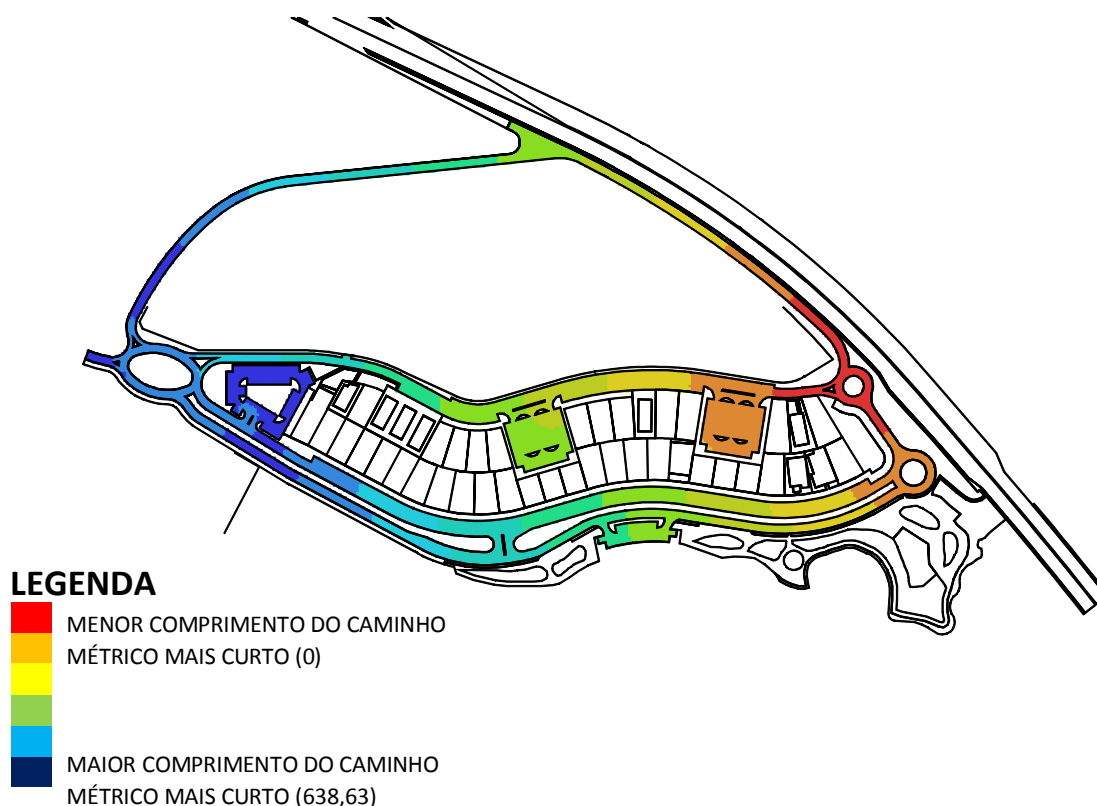 LEGENDA
MENOR COMPRIMENTO DO CAMINHO
MÉTRICO MAIS CURTO (0)
MAIOR COMPRIMENTO DO CAMINHO
MÉTRICO MAIS CURTO (638,63)